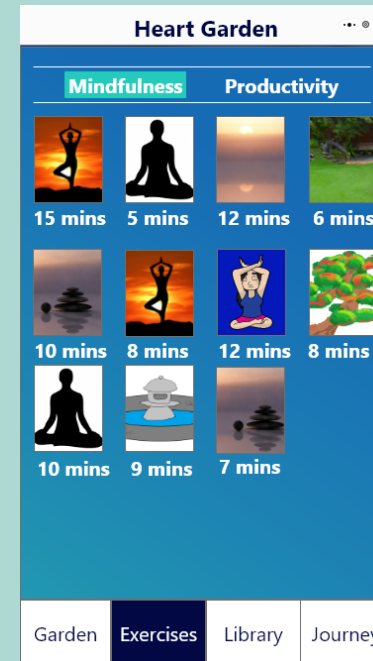 Heart Garden
Mindfulness Productivity
15 mins 5 mins 12 mins 6 mins
10 mins 8 mins 12 mins 8 mins
10 mins 9 mins 7 mins
Garden Exercises Library Journey